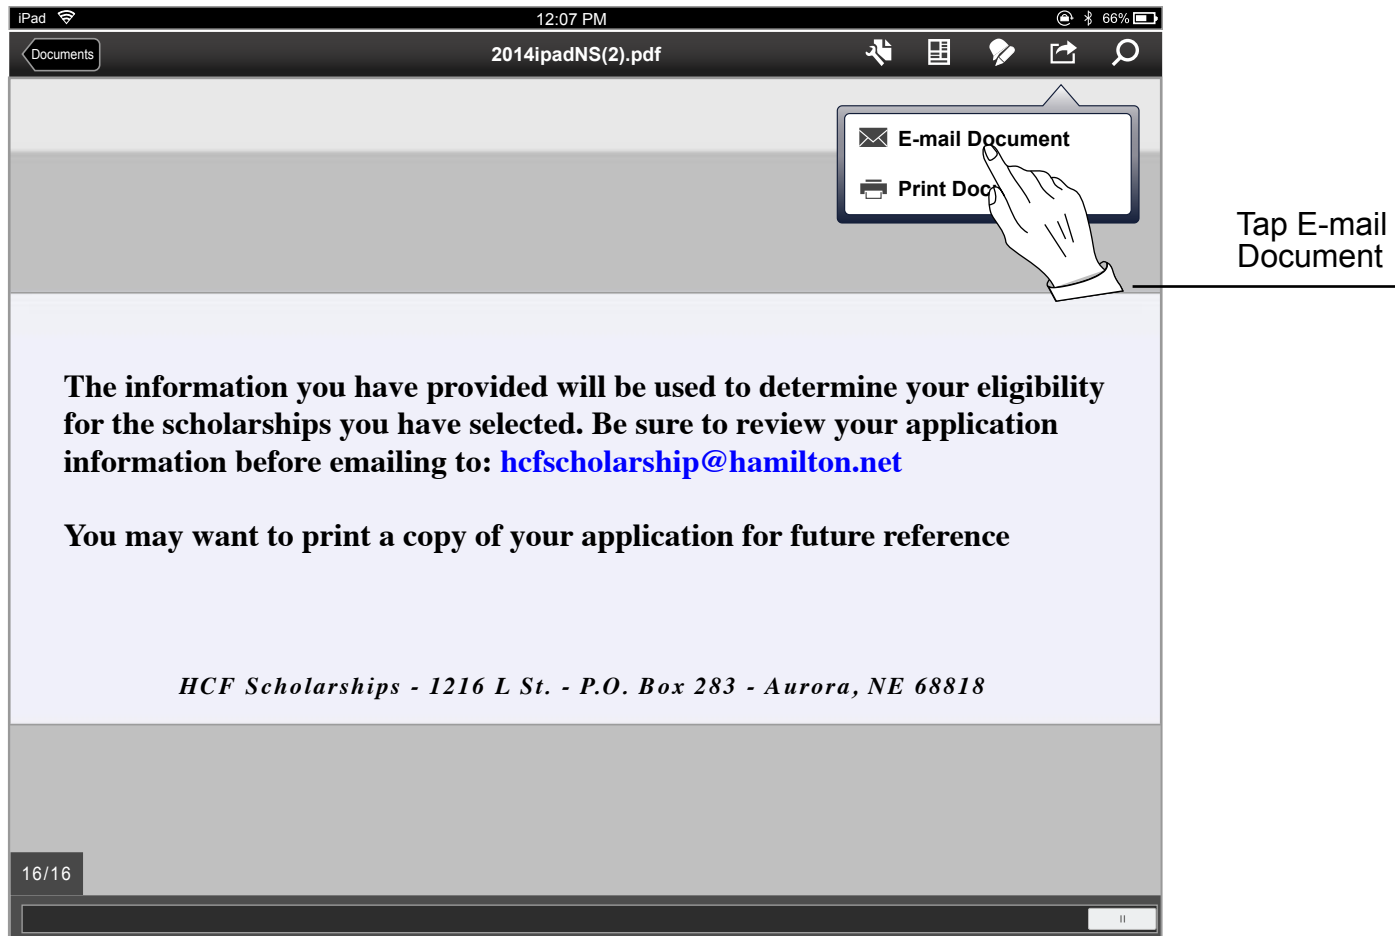 iPad 12:07 PM 66%
Documents 2014ipadNS(2).pdf
E-mail Document
Print Doc
Tap E-mail
Document
The information you have provided will be used to determine your eligibility
for the scholarships you have selected. Be sure to review your application
information before emailing to: hcfscholarship@hamilton.net
You may want to print a copy of your application for future reference
HCF Scholarships - 1216 L St. - P.O. Box 283 - Aurora, NE 68818
16/16